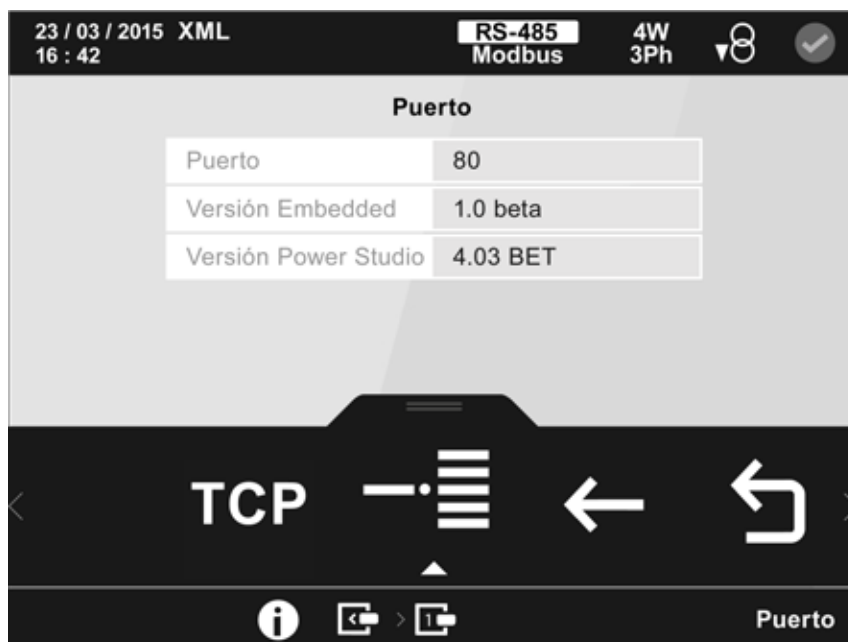 23 / 03 / 2015 XML RS-485 4W
16 : 42 Modbus 3Ph
Puerto
Puerto 80
Versión Embedded 1.0 beta
Versión Power Studio 4.03 BET
TCP
i < > 1 Puerto